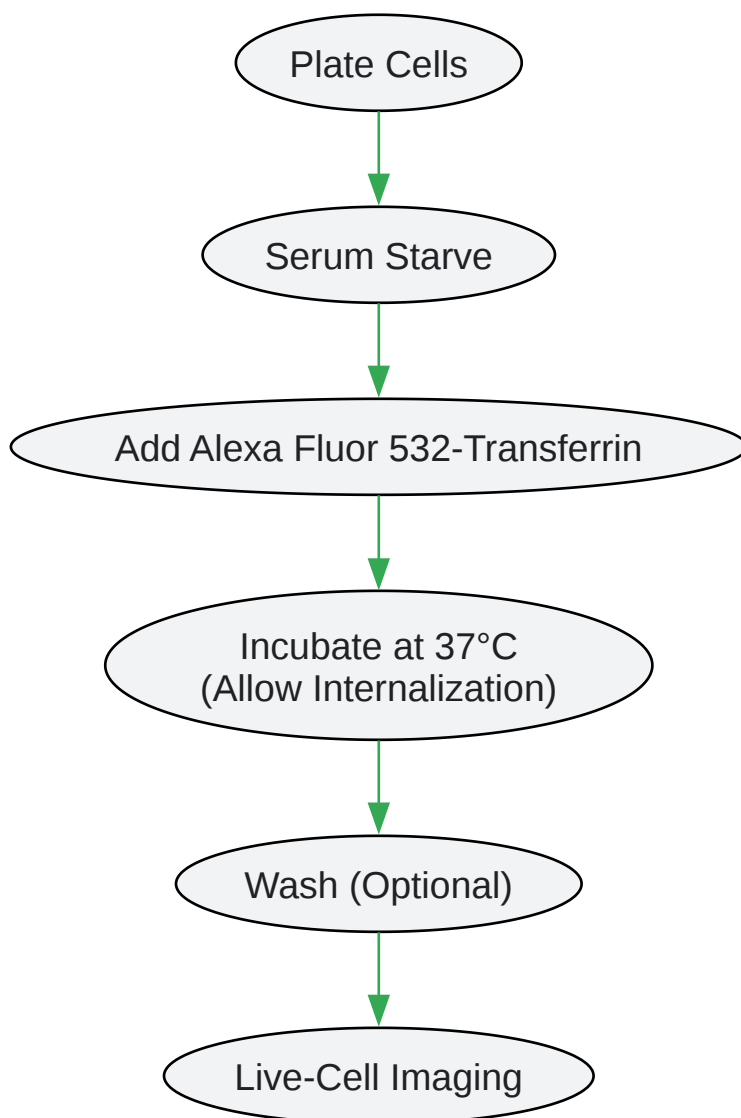 Plate Cells
Serum Starve
Add Alexa Fluor 532-Transferrin
Incubate at 37°C
(Allow Internalization)
Wash (Optional)
Live-Cell Imaging